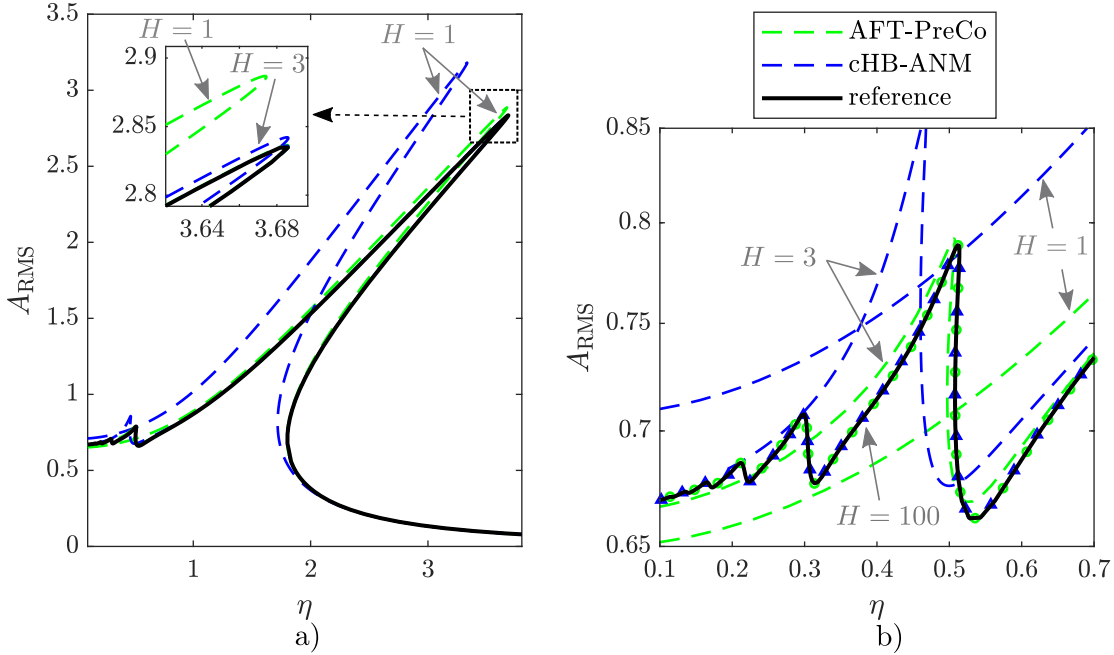 3.5
3
2.5
2
1.5
1
0.5
0
1
2
3
A_RMS
η
a)
2.9
2.85
2.8
3.64
3.68
H = 1
H = 3
H = 1
AFT-PreCo
cHB-ANM
reference
0.85
0.8
0.75
0.7
0.65
0.1
0.2
0.3
0.4
0.5
0.6
0.7
A_RMS
η
b)
H = 3
H = 1
H = 100